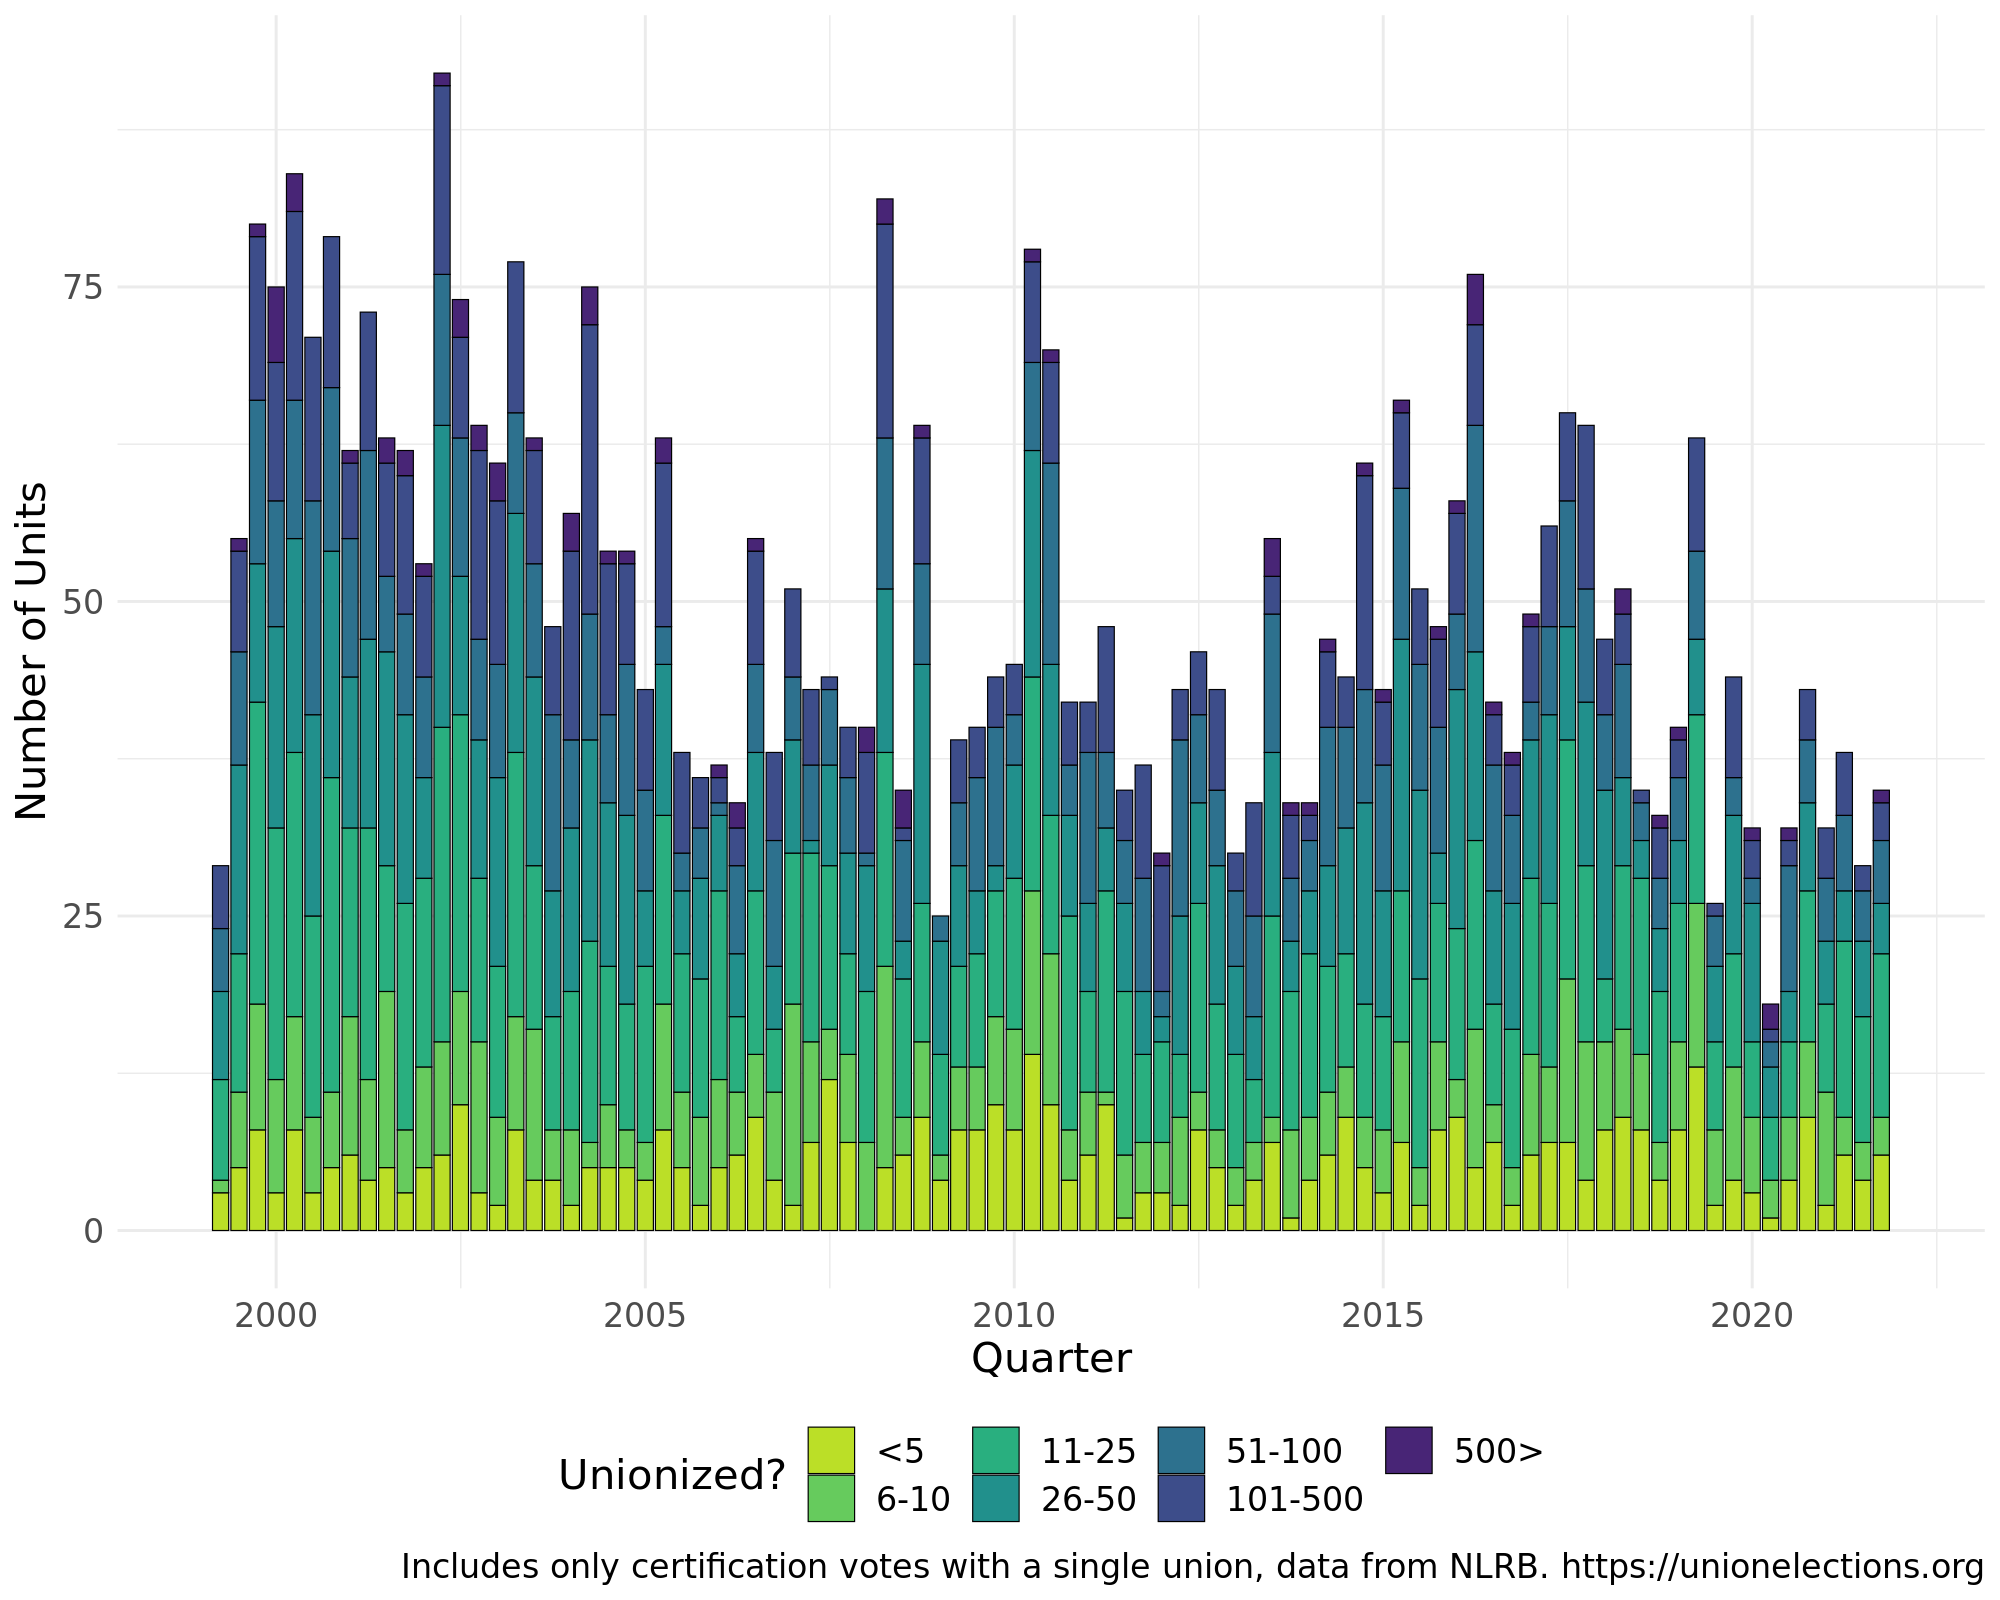 Number of Units
75
50
25
0
2000 2005 2010 2015 2020
Quarter
Unionized?
<5 11-25 51-100 500>
6-10 26-50 101-500
Includes only certification votes with a single union, data from NLRB. https://unionelections.org